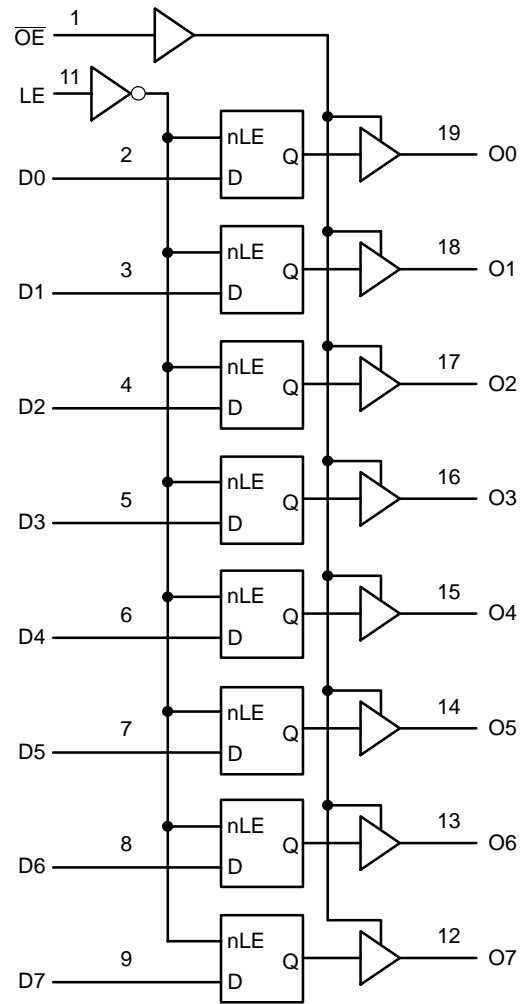 OE 1
LE 11
nLE
D0 2 D Q 19 O0
nLE
D1 3 D Q 18 O1
nLE
D2 4 D Q 17 O2
nLE
D3 5 D Q 16 O3
nLE
D4 6 D Q 15 O4
nLE
D5 7 D Q 14 O5
nLE
D6 8 D Q 13 O6
nLE
D7 9 D Q 12 O7